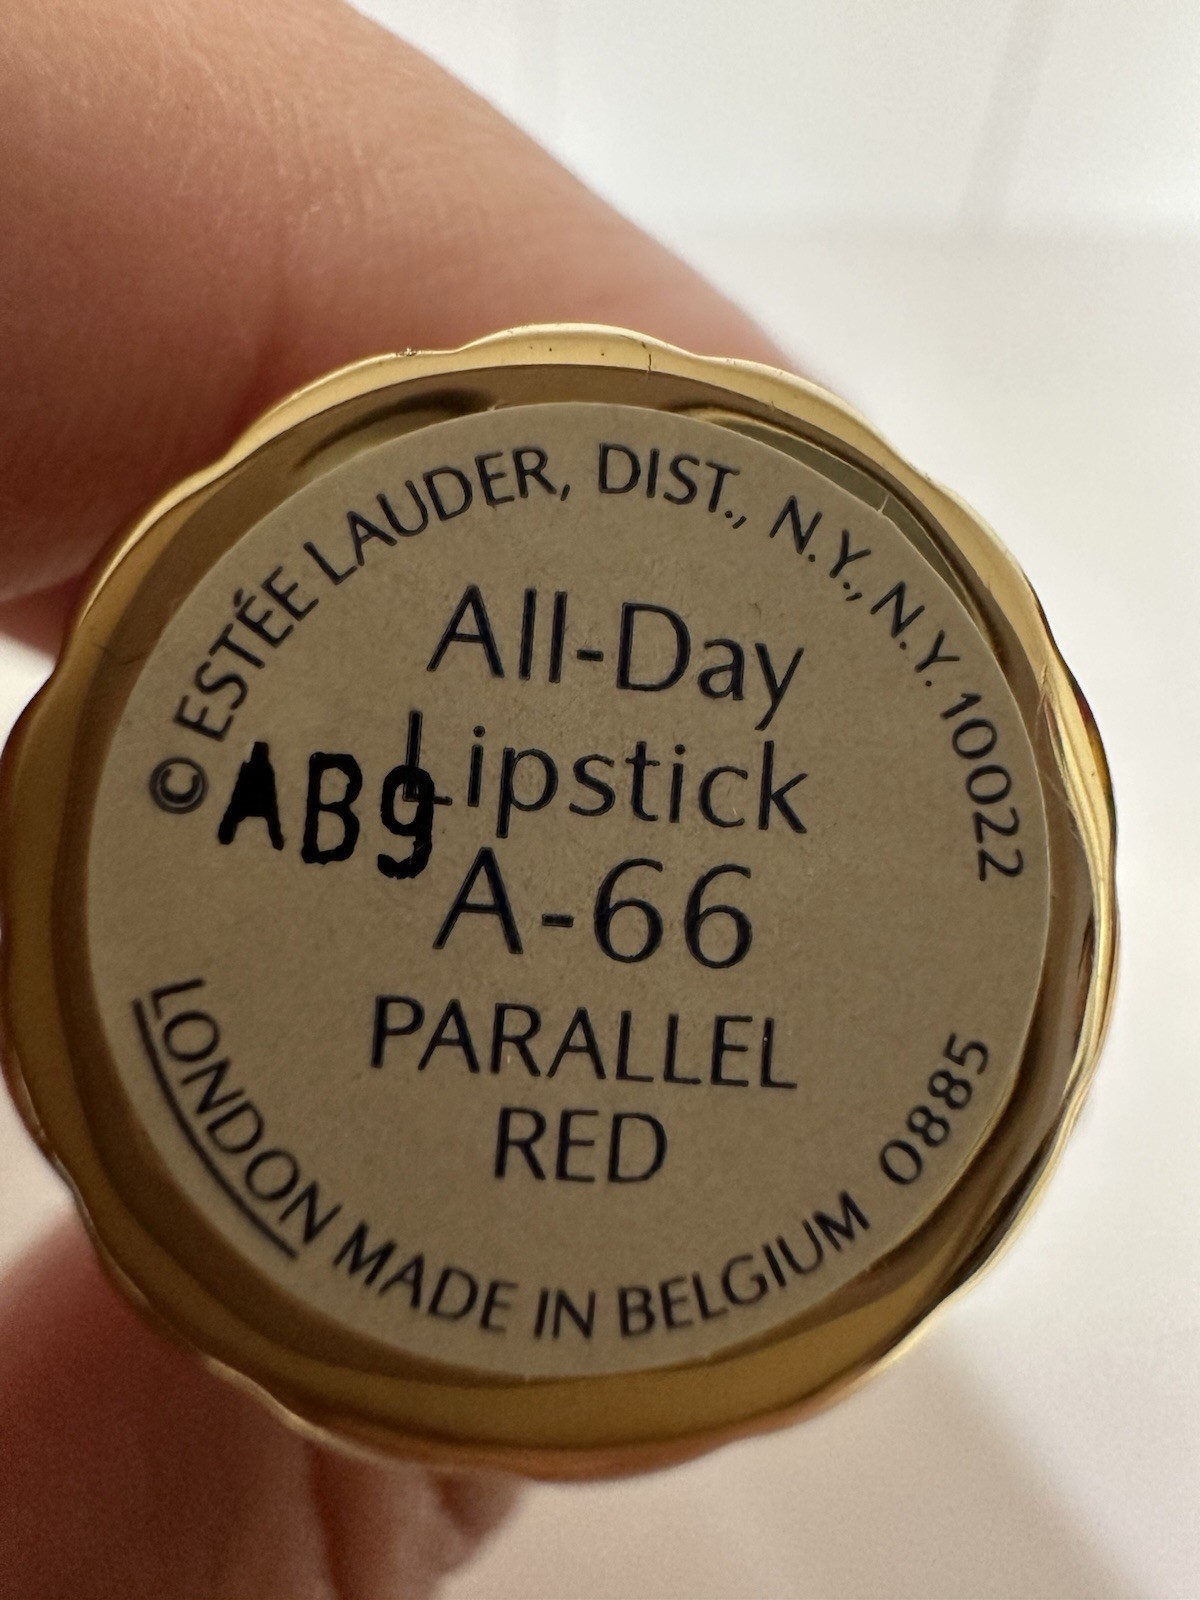 © ESTÉE LAUDER, DIST., N.Y., N.Y. 10022
All-Day
Lipstick
AB9
A-66
PARALLEL
RED
LONDON MADE IN BELGIUM 0885